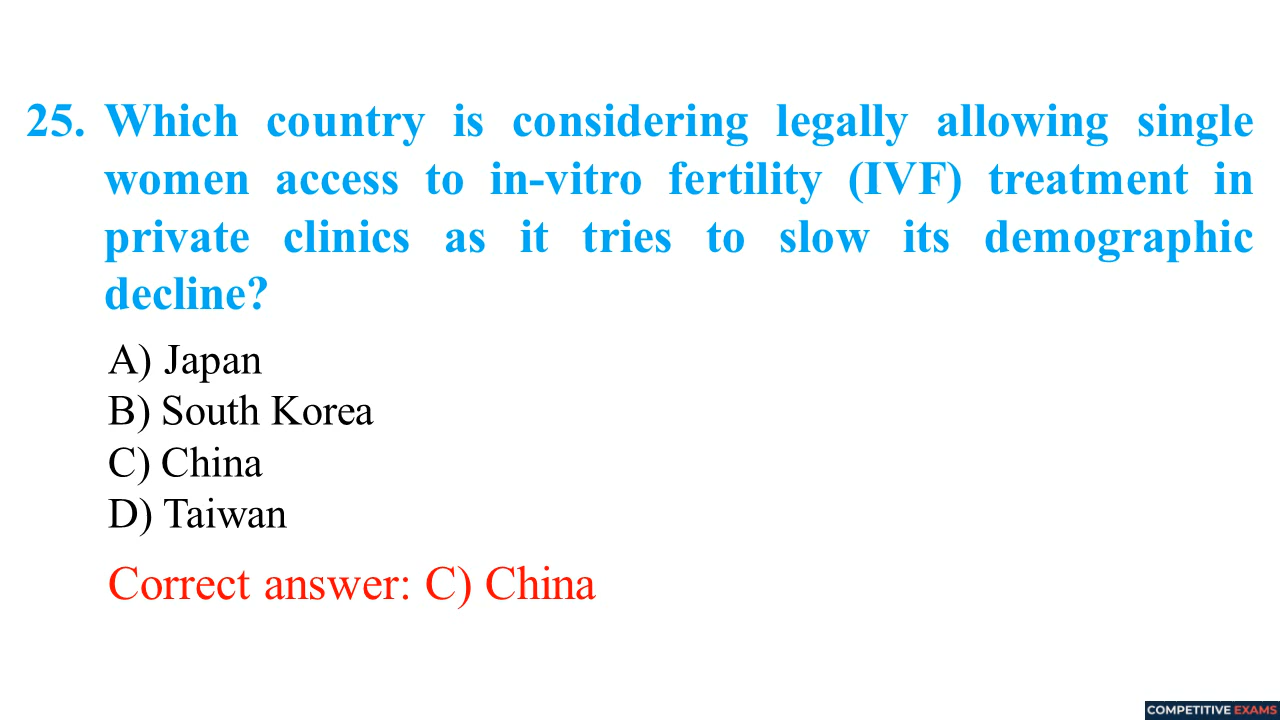 25. Which country is considering legally allowing single
women access to in-vitro fertility (IVF) treatment in
private clinics as it tries to slow its demographic
decline?
A) Japan
B) South Korea
C) China
D) Taiwan
Correct answer: C) China
COMPETITIVE EXAMS